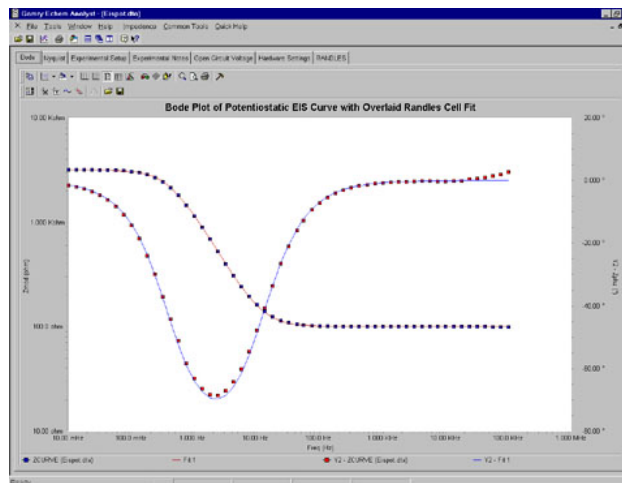 Gamry Echem Analyst - [Eispot.dta]
File Tools Window Help Impedance Common Tools Quick Help
Bode Nyquist Experimental Setup Experimental Notes Open Circuit Voltage Hardware Settings RANDLES
Bode Plot of Potentiostatic EIS Curve with Overlaid Randles Cell Fit
10.00 Kohm
1.000 Kohm
100.0 ohm
10.00 ohm
Zmod (ohm)
20.00 °
0.000 °
-20.00 °
-40.00 °
-60.00 °
-80.00 °
10.00 mHz 100.0 mHz 1.000 Hz 10.00 Hz 100.0 Hz 1.000 KHz 10.00 KHz 100.0 KHz 1.000 MHz
Freq (Hz)
ZCURVE (Eispot.dta) Fit 1 Y2 - ZCURVE (Eispot.dta) Y2 - Fit 1